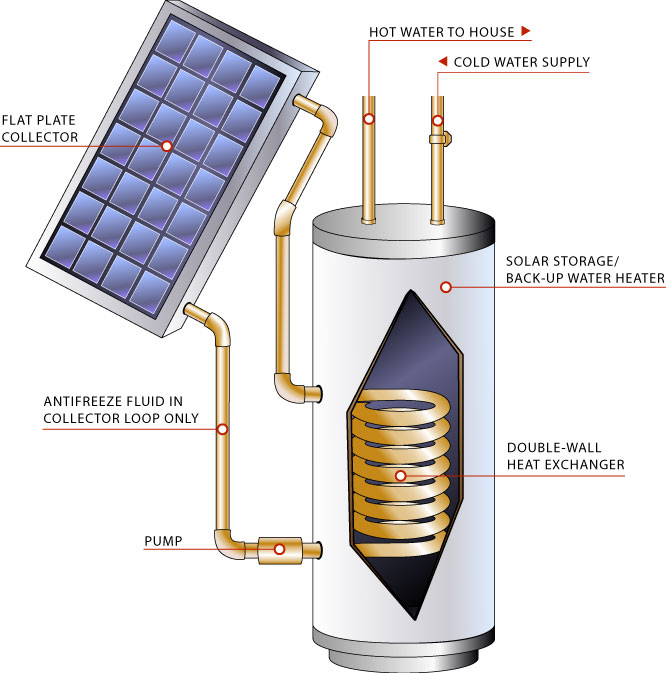 HOT WATER TO HOUSE ►
◄ COLD WATER SUPPLY
FLAT PLATE
COLLECTOR
SOLAR STORAGE/
BACK-UP WATER HEATER
ANTIFREEZE FLUID IN
COLLECTOR LOOP ONLY
DOUBLE-WALL
HEAT EXCHANGER
PUMP